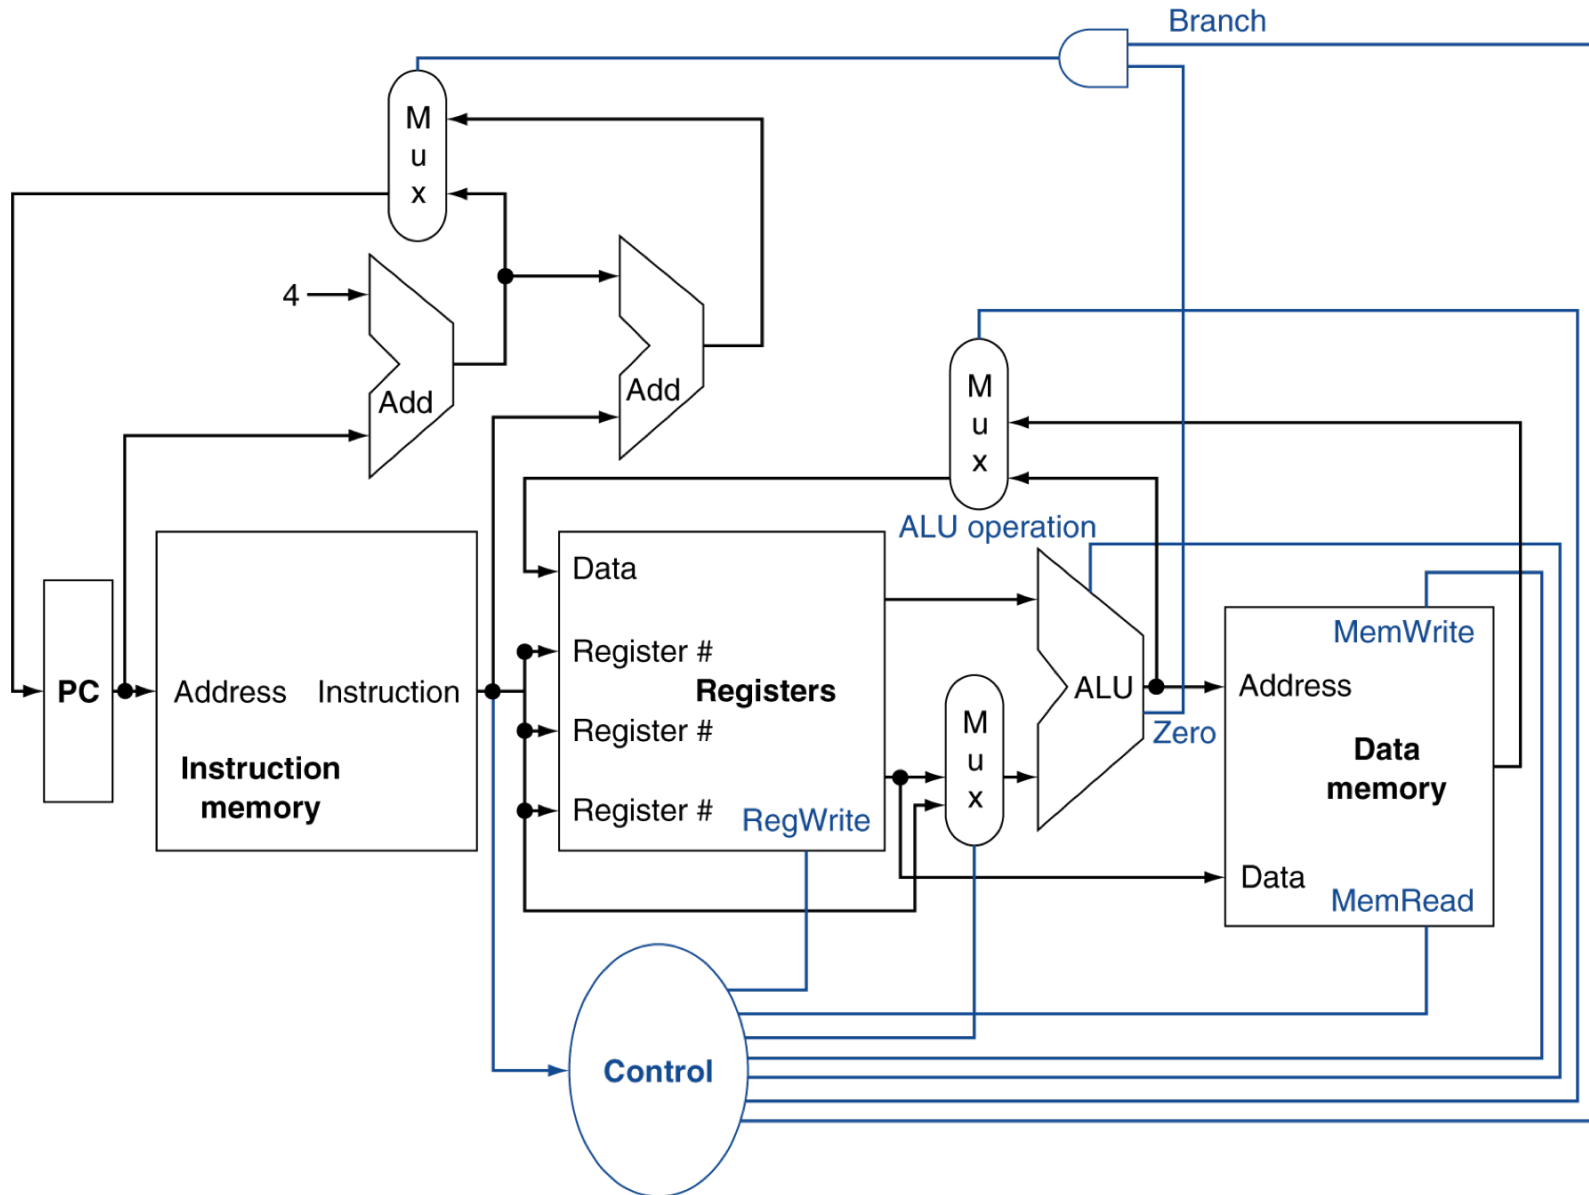 Branch
M
u
x
4
Add
Add
M
u
x
ALU operation
Data
Register #
Registers
Register #
Register #
RegWrite
PC
Address
Instruction
Instruction
memory
M
u
x
ALU
Zero
MemWrite
Address
Data
memory
Data
MemRead
Control